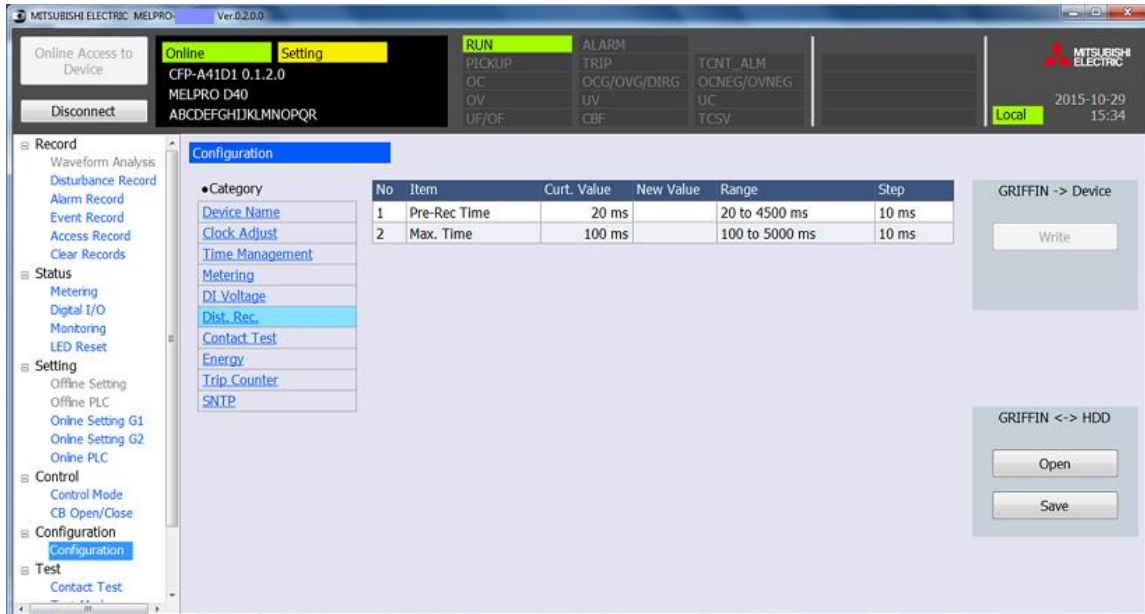 MITSUBISHI ELECTRIC MELPRO- Ver.0.2.0.0
Online Access to
Device
Disconnect
Online Setting
CFP-A41D1 0.1.2.0
MELPRO D40
ABCDEFGHIJKLMNOPQR
RUN ALARM
PICKUP TRIP TCNT_ALM
OC OCG/OVG/DIRG OCNEG/OVNEG
OV UV UC
UF/OF CBF TCSV
MITSUBISHI
ELECTRIC
2015-10-29
Local 15:34
Record
Waveform Analysis
Disturbance Record
Alarm Record
Event Record
Access Record
Clear Records
Status
Metering
Digital I/O
Monitoring
LED Reset
Setting
Offline Setting
Offline PLC
Online Setting G1
Online Setting G2
Online PLC
Control
Control Mode
CB Open/Close
Configuration
Configuration
Test
Contact Test
Configuration
•Category
Device Name
Clock Adjust
Time Management
Metering
DI Voltage
Dist. Rec.
Contact Test
Energy
Trip Counter
SNTP
No Item Curt. Value New Value Range Step
1 Pre-Rec Time 20 ms 20 to 4500 ms 10 ms
2 Max. Time 100 ms 100 to 5000 ms 10 ms
GRIFFIN -> Device
Write
GRIFFIN <-> HDD
Open
Save